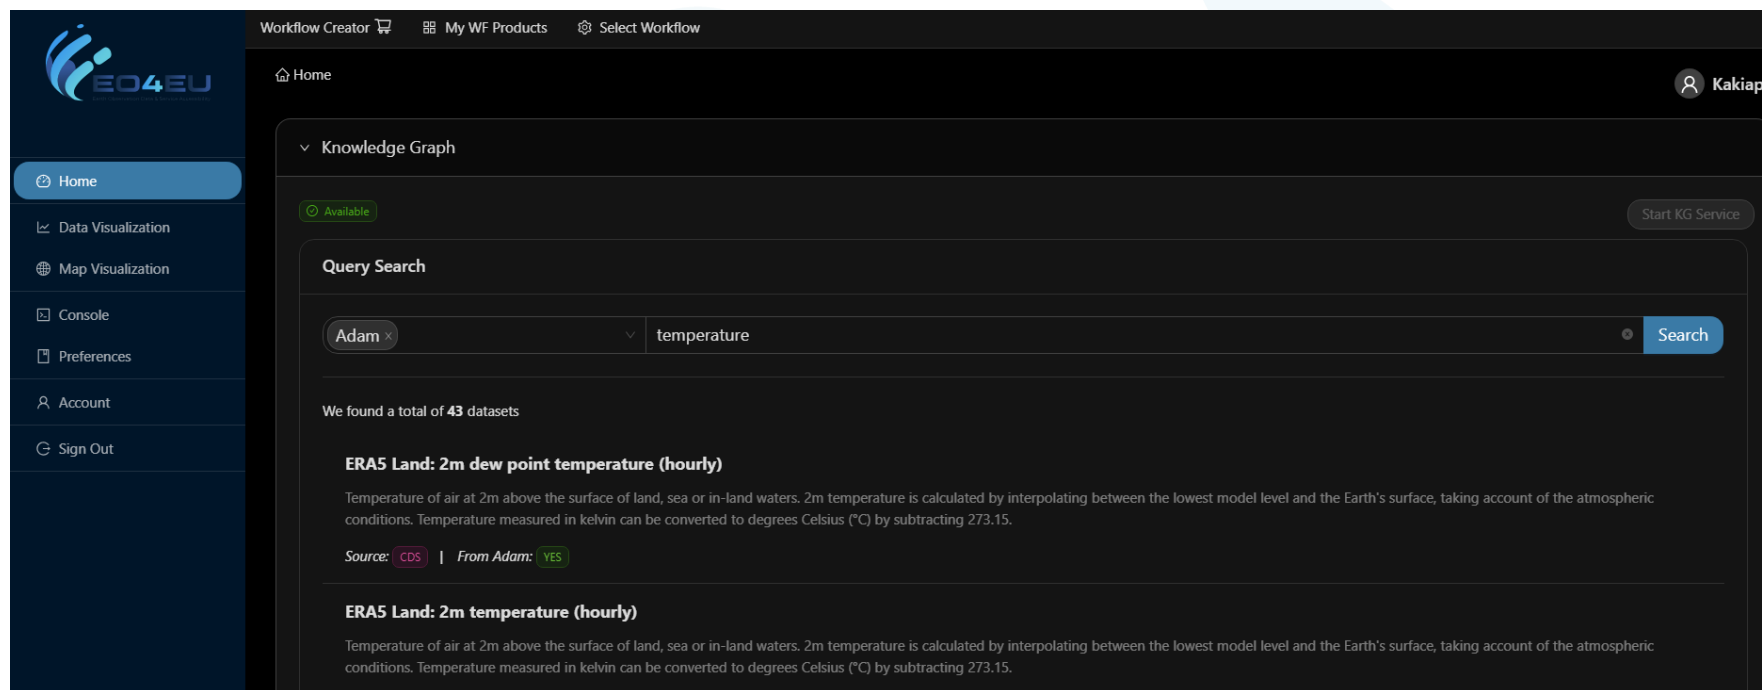 Workflow Creator
My WF Products
Select Workflow
EO4EU
Home
Kakiap
Knowledge Graph
Home
Available
Start KG Service
Data Visualization
Map Visualization
Query Search
Console
Adam
temperature
Search
Preferences
Account
We found a total of 43 datasets
Sign Out
ERA5 Land: 2m dew point temperature (hourly)
Temperature of air at 2m above the surface of land, sea or in-land waters. 2m temperature is calculated by interpolating between the lowest model level and the Earth's surface, taking account of the atmospheric
conditions. Temperature measured in kelvin can be converted to degrees Celsius (°C) by subtracting 273.15.
Source: CDS | From Adam: YES
ERA5 Land: 2m temperature (hourly)
Temperature of air at 2m above the surface of land, sea or in-land waters. 2m temperature is calculated by interpolating between the lowest model level and the Earth's surface, taking account of the atmospheric
conditions. Temperature measured in kelvin can be converted to degrees Celsius (°C) by subtracting 273.15.